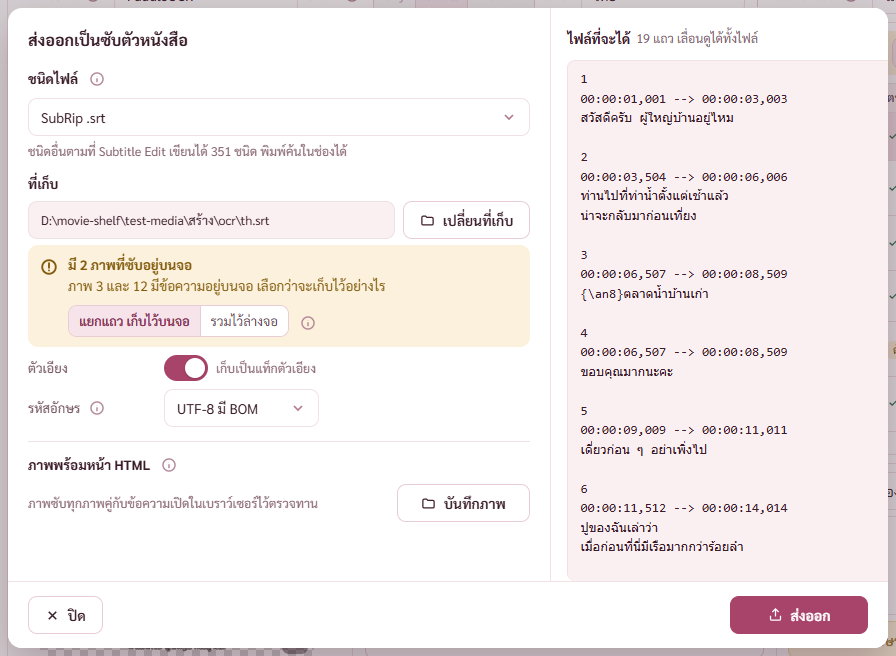 ส่งออกเป็นซับตัวหนังสือ
ชนิดไฟล์
SubRip .srt
ชนิดอื่นตามที่ Subtitle Edit เขียนได้ 351 ชนิด พิมพ์ค้นในช่องได้
ที่เก็บ
D:\movie-shelf\test-media\สร้าง\ocr\th.srt
เปลี่ยนที่เก็บ
มี 2 ภาพที่ซับอยู่บนจอ
ภาพ 3 และ 12 มีข้อความอยู่บนจอ เลือกว่าจะเก็บไว้อย่างไร
แยกแถว เก็บไว้บนจอ
รวมไว้ล่างจอ
ตัวเอียง
เก็บเป็นแท็กตัวเอียง
รหัสอักษร
UTF-8 มี BOM
ภาพพร้อมหน้า HTML
ภาพซับทุกภาพคู่กับข้อความเปิดในเบราว์เซอร์ไว้ตรวจทาน
บันทึกภาพ
ไฟล์ที่จะได้ 19 แถว เลื่อนดูได้ทั้งไฟล์
1
00:00:01,001 --> 00:00:03,003
สวัสดีครับ ผู้ใหญ่บ้านอยู่ไหม
2
00:00:03,504 --> 00:00:06,006
ท่านไปที่ท่าน้ำตั้งแต่เช้าแล้ว
น่าจะกลับมาก่อนเที่ยง
3
00:00:06,507 --> 00:00:08,509
{\an8}ตลาดน้ำบ้านเก่า
4
00:00:06,507 --> 00:00:08,509
ขอบคุณมากนะคะ
5
00:00:09,009 --> 00:00:11,011
เดี๋ยวก่อน ๆ อย่าเพิ่งไป
6
00:00:11,512 --> 00:00:14,014
ปู่ของฉันเล่าว่า
เมื่อก่อนที่นี่มีเรือมากกว่าร้อยลำ
ปิด
ส่งออก